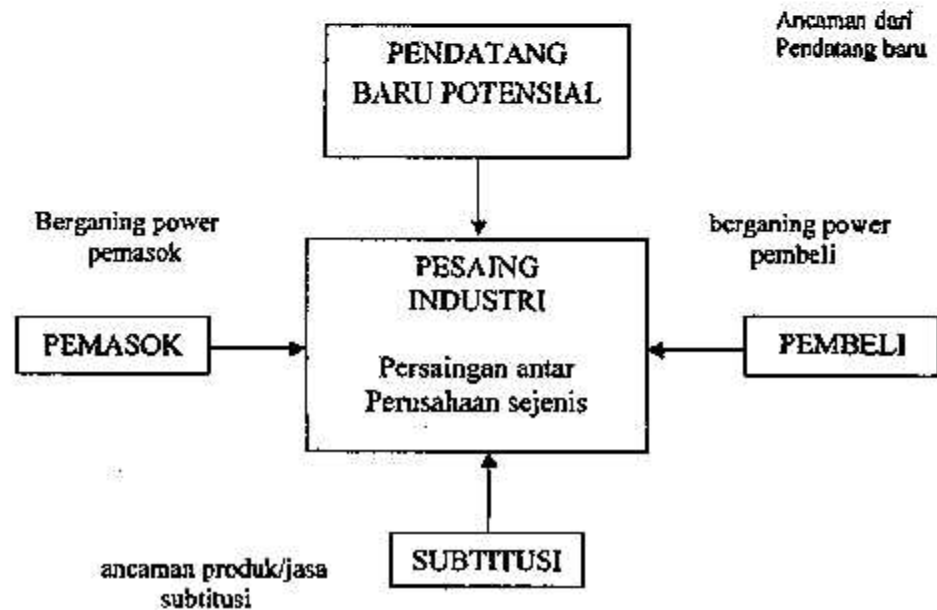 Ancaman dari
Pendatang baru
PENDATANG
BARU POTENSIAL
Berganing power
pemasok
berganing power
pembeli
PESAING
INDUSTRI
PEMASOK
PEMBELI
Persaingan antar
Perusahaan sejenis
SUBTITUSI
ancaman produk/jasa
subtitusi